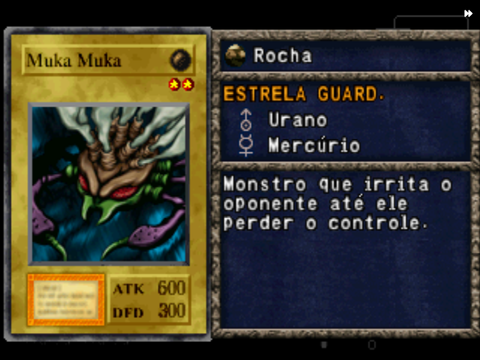 Muka Muka
ATK 600
DFD 300
Rocha
ESTRELA GUARD.
Urano
Mercúrio
Monstro que irrita o
oponente até ele
perder o controle.